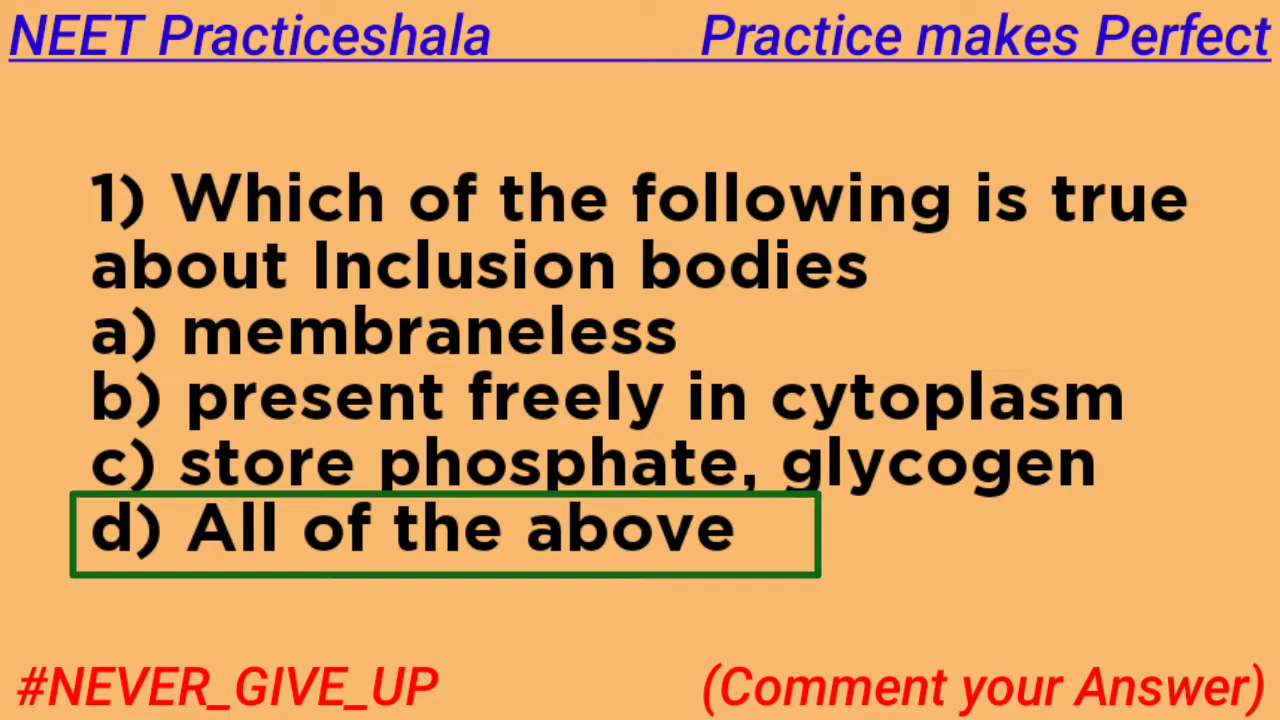 NEET Practiceshala Practice makes Perfect
1) Which of the following is true
about Inclusion bodies
a) membraneless
b) present freely in cytoplasm
c) store phosphate, glycogen
d) All of the above
#NEVER_GIVE_UP (Comment your Answer)